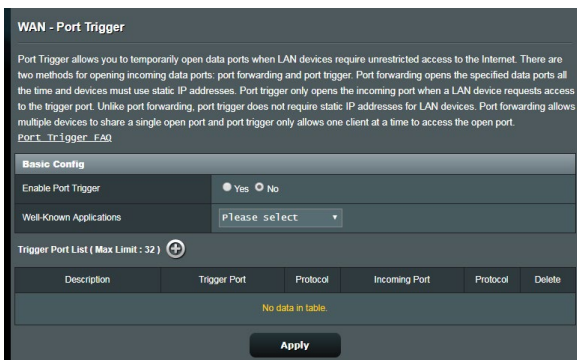 WAN - Port Trigger
Port Trigger allows you to temporarily open data ports when LAN devices require unrestricted access to the Internet. There are
two methods for opening incoming data ports: port forwarding and port trigger. Port forwarding opens the specified data ports all
the time and devices must use static IP addresses. Port trigger only opens the incoming port when a LAN device requests access
to the trigger port. Unlike port forwarding, port trigger does not require static IP addresses for LAN devices. Port forwarding allows
multiple devices to share a single open port and port trigger only allows one client at a time to access the open port.
Port Trigger FAQ
Basic Config
Enable Port Trigger Yes No
Well-Known Applications Please select
Trigger Port List ( Max Limit : 32 )
Description Trigger Port Protocol Incoming Port Protocol Delete
No data in table.
Apply